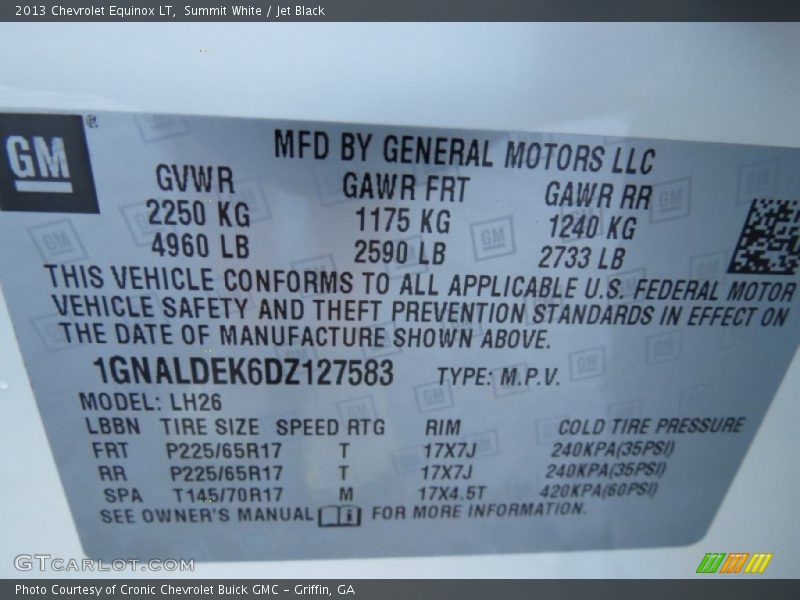 2013 Chevrolet Equinox LT, Summit White / Jet Black
GM®
MFD BY GENERAL MOTORS LLC
GVWR GAWR FRT GAWR RR
2250 KG 1175 KG 1240 KG
4960 LB 2590 LB 2733 LB
THIS VEHICLE CONFORMS TO ALL APPLICABLE U.S. FEDERAL MOTOR
VEHICLE SAFETY AND THEFT PREVENTION STANDARDS IN EFFECT ON
THE DATE OF MANUFACTURE SHOWN ABOVE.
1GNALDEK6DZ127583 TYPE: M.P.V.
MODEL: LH26
LBBN TIRE SIZE SPEED RTG RIM COLD TIRE PRESSURE
FRT P225/65R17 T 17X7J 240KPA(35PSI)
RR P225/65R17 T 17X7J 240KPA(35PSI)
SPA T145/70R17 M 17X4.5T 420KPA(60PSI)
SEE OWNER'S MANUAL FOR MORE INFORMATION.
GTcarlot.com
Photo Courtesy of Cronic Chevrolet Buick GMC – Griffin, GA